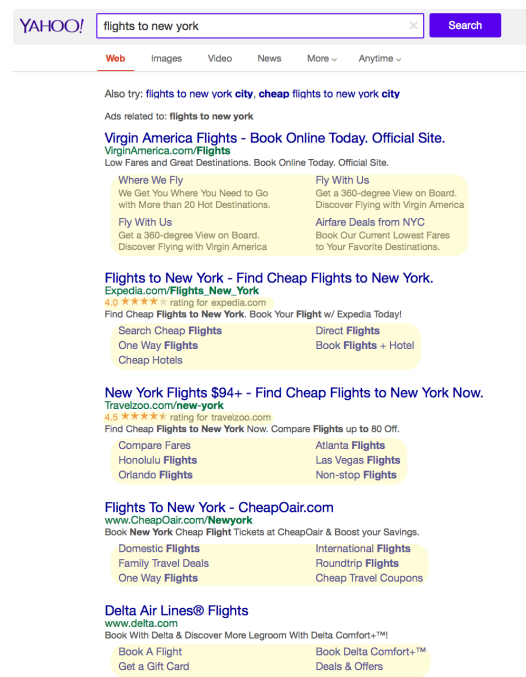 YAHOO! flights to new york Search
Web Images Video News More Anytime
Also try: flights to new york city, cheap flights to new york city
Ads related to: flights to new york
Virgin America Flights - Book Online Today. Official Site.
VirginAmerica.com/Flights
Low Fares and Great Destinations. Book Online Today. Official Site.
Where We Fly
We Get You Where You Need to Go
with More than 20 Hot Destinations.
Fly With Us
Get a 360-degree View on Board.
Discover Flying with Virgin America
Fly With Us
Get a 360-degree View on Board.
Discover Flying with Virgin America
Airfare Deals from NYC
Book Our Current Lowest Fares
to Your Favorite Destinations.
Flights to New York - Find Cheap Flights to New York.
Expedia.com/Flights_New_York
4.0 ★★★★★ rating for expedia.com
Find Cheap Flights to New York. Book Your Flight w/ Expedia Today!
Search Cheap Flights Direct Flights
One Way Flights Book Flights + Hotel
Cheap Hotels
New York Flights $94+ - Find Cheap Flights to New York Now.
Travelzoo.com/new-york
4.5 ★★★★★ rating for travelzoo.com
Find Cheap Flights to New York Now. Compare Flights up to 80 Off.
Compare Fares Atlanta Flights
Honolulu Flights Las Vegas Flights
Orlando Flights Non-stop Flights
Flights To New York - CheapOair.com
www.CheapOair.com/Newyork
Book New York Cheap Flight Tickets at CheapOair & Boost your Savings.
Domestic Flights International Flights
Family Travel Deals Roundtrip Flights
One Way Flights Cheap Travel Coupons
Delta Air Lines® Flights
www.delta.com
Book With Delta & Discover More Legroom With Delta Comfort+™!
Book A Flight Book Delta Comfort+™
Get a Gift Card Deals & Offers